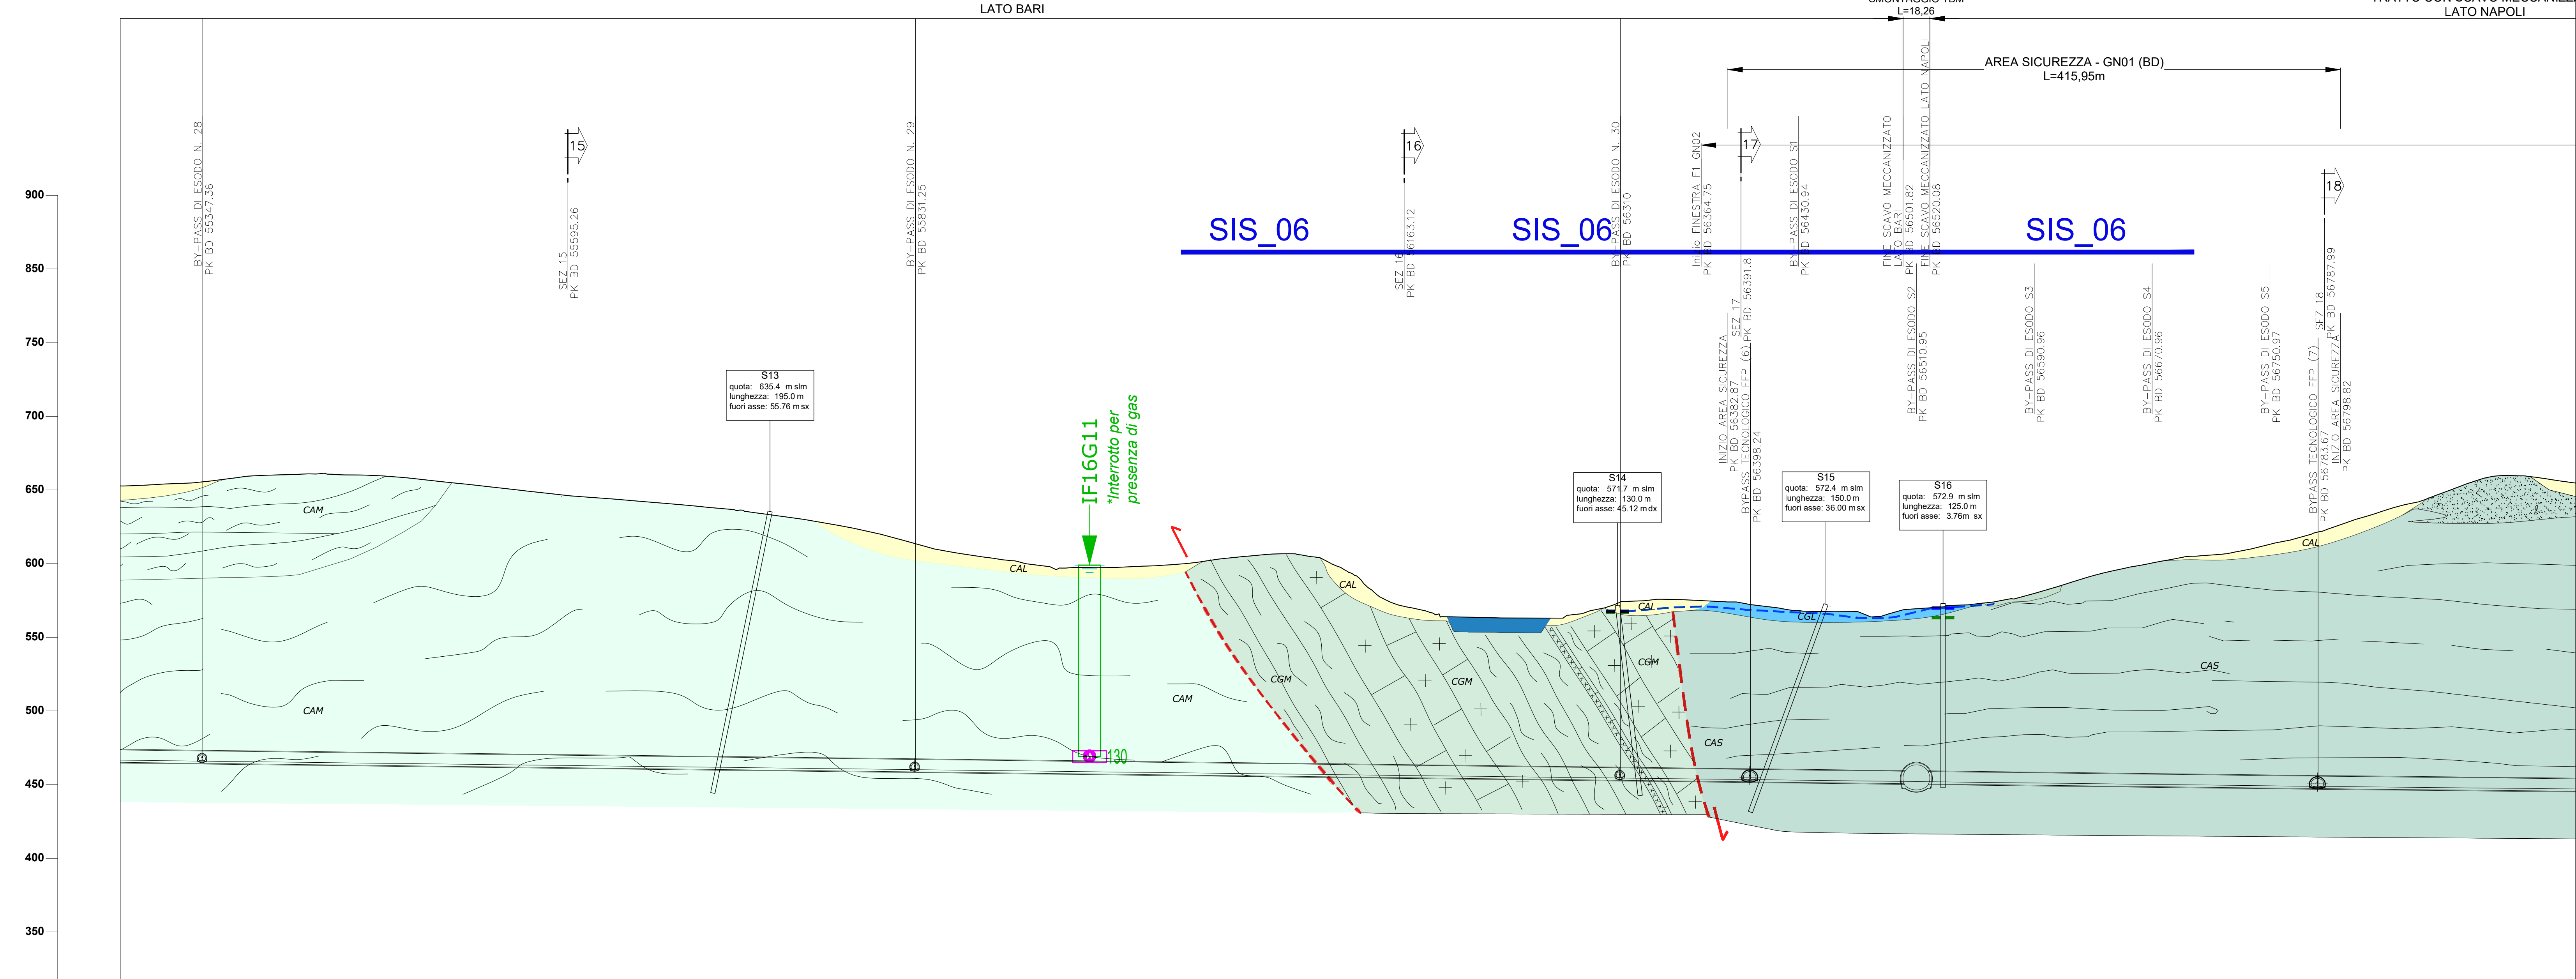 LATO BARI
SMONTAGGIO TBM
L=18,26
LATO NAPOLI
AREA SICUREZZA - GN01 (BD)
L=415,95m
BY-PASS DI ESODO N. 28
PK BD 55347.36
15
SEZ 15
PK BD 55595.26
BY-PASS DI ESODO N. 29
PK BD 55831.25
16
SEZ 16
PK BD 56163.12
BY-PASS DI ESODO N. 30
PK BD 56310
Inizio FINESTRA F1 GN02
PK BD 56364.75
17
SEZ 17
PK BD 56391.8
BY-PASS DI ESODO S1
PK BD 56430.94
FINE SCAVO MECCANIZZATO
LATO BARI
PK BD 56501.82
FINE SCAVO MECCANIZZATO LATO NAPOLI
PK BD 56520.08
18
SEZ 18
PK BD 56787.99
SIS_06
SIS_06
SIS_06
INIZIO AREA SICUREZZA
PK BD 56382.87
BYPASS TECNOLOGICO FFP (6)
PK BD 56398.24
BY-PASS DI ESODO S2
PK BD 56510.95
BY-PASS DI ESODO S3
PK BD 56590.96
BY-PASS DI ESODO S4
PK BD 56670.96
BY-PASS DI ESODO S5
PK BD 56750.97
BYPASS TECNOLOGICO FFP (7)
PK BD 56783.67
INIZIO AREA SICUREZZA
PK BD 56798.82
900
850
800
750
700
650
600
550
500
450
400
350
S13
quota: 635.4 m slm
lunghezza: 195.0 m
fuori asse: 55.76 m sx
IF16G11
*Interrotto per
presenza di gas
130
S14
quota: 571.7 m slm
lunghezza: 130.0 m
fuori asse: 45.12 m dx
S15
quota: 572.4 m slm
lunghezza: 150.0 m
fuori asse: 36.00 m sx
S16
quota: 572.9 m slm
lunghezza: 125.0 m
fuori asse: 3.76m sx
CAM
CAL
CAL
CAL
CGL
CAL
CAM
CAM
CGM
CGM
CGM
CAS
CAS